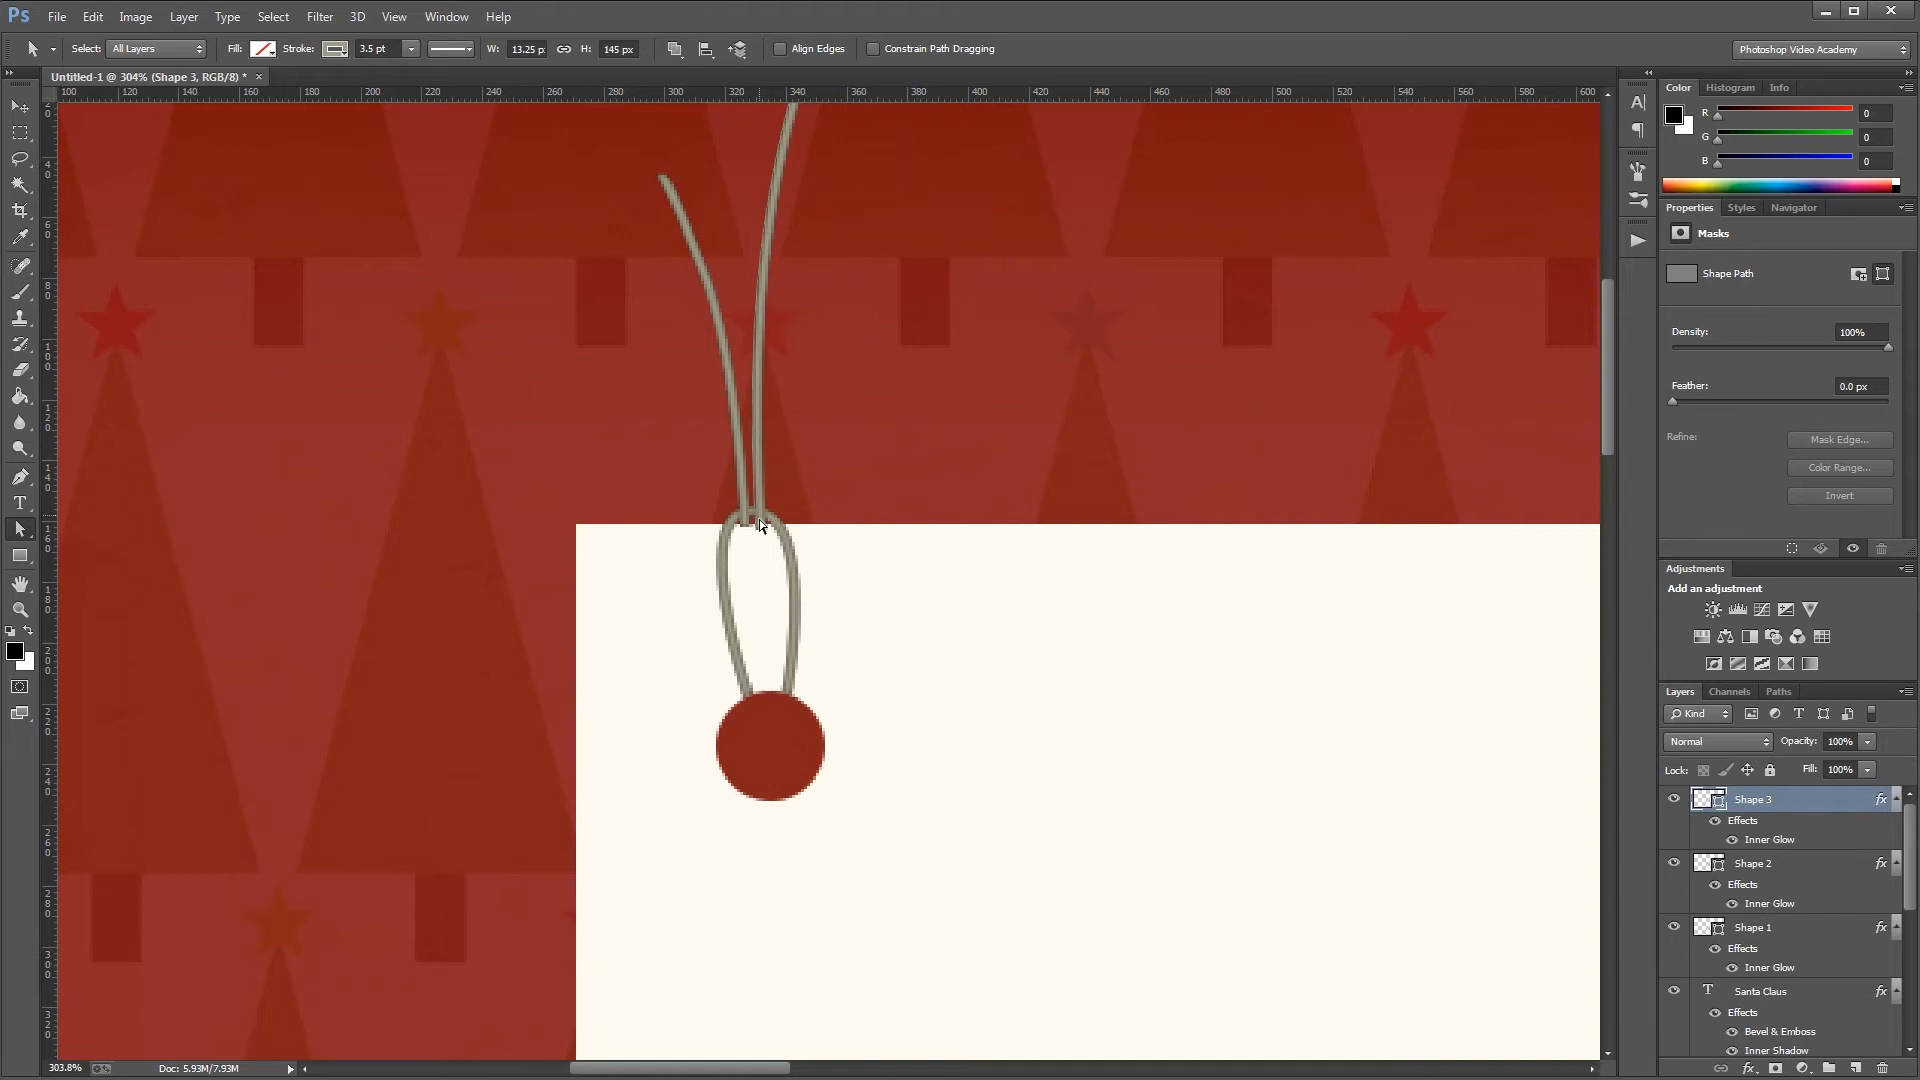 Ps File Edit Image Layer Type Select Filter 3D View Window Help
Select: All Layers Fill: Stroke: 3.5 pt W: 13.25 p: H: 145 px Align Edges Constrain Path Dragging Photoshop Video Academy
Untitled-1 @ 304% (Shape 3, RGB/8) * ×
100 120 140 160 180 200 220 240 260 280 300 320 340 360 380 400 420 440 460 480 500 520 540 560 580 600
Color Histogram Info
R 0
G 0
B 0
Properties Styles Navigator
Masks
Shape Path
Density: 100%
Feather: 0.0 px
Refine: Mask Edge...
Color Range...
Invert
Adjustments
Add an adjustment
Layers Channels Paths
Kind
Normal Opacity: 100%
Lock: Fill: 100%
Shape 3 fx
Effects
Inner Glow
Shape 2 fx
Effects
Inner Glow
Shape 1 fx
Effects
Inner Glow
T Santa Claus fx
Effects
Bevel & Emboss
Inner Shadow
303.8% Doc: 5.93M/7.93M